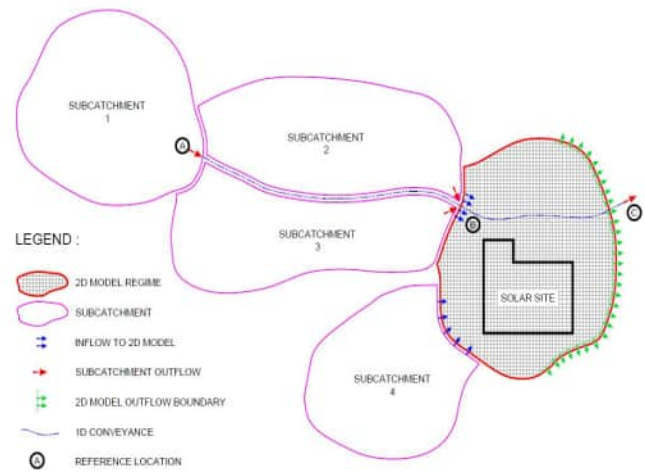 SUBCATCHMENT
1
SUBCATCHMENT
2
A
B
C
SUBCATCHMENT
3
SOLAR SITE
SUBCATCHMENT
4
LEGEND :
2D MODEL REGIME
SUBCATCHMENT
INFLOW TO 2D MODEL
SUBCATCHMENT OUTFLOW
2D MODEL OUTFLOW BOUNDARY
1D CONVEYANCE
A REFERENCE LOCATION